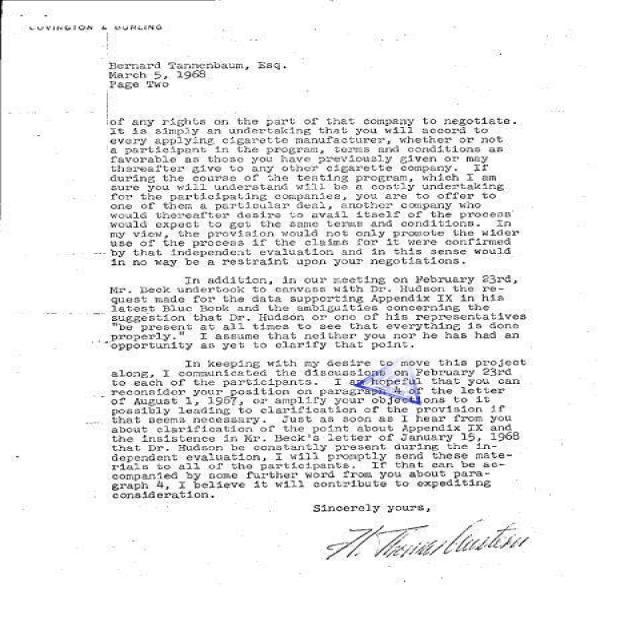 COVINGTON & BURLING
Bernard Tannenbaum, Esq.
March 5, 1968
Page Two
of any rights on the part of that company to negotiate.
It is simply an undertaking that you will accord to
every applying cigarette manufacturer, whether or not
a participant in the program, terms and conditions as
favorable as those you have previously given or may
thereafter give to any other cigarette company. If
during the course of the testing program, which I am
sure you will understand will be a costly undertaking
for the participating companies, you are to offer to
one of them a particular deal, another company who
would thereafter desire to avail itself of the process
would expect to get the same terms and conditions. In
my view, the provision would not only promote the wider
use of the process if the claims for it were confirmed
by that independent evaluation and in this sense would
in no way be a restraint upon your negotiations.
In addition, in our meeting on February 23rd,
Mr. Beck undertook to canvass with Dr. Hudson the re-
quest made for the data supporting Appendix IX in his
latest Blue Book and the ambiguities concerning the
suggestion that Dr. Hudson or one of his representatives
"be present at all times to see that everything is done
properly." I assume that neither you nor he has had an
opportunity as yet to clarify that point.
In keeping with my desire to move this project
along, I communicated the discussions on February 23rd
to each of the participants. I am hopeful that you can
reconsider your position on paragraph 4 of the letter
of August 1, 1967, or amplify your objections to it
possibly leading to clarification of the provision if
that seems necessary. Just as soon as I hear from you
about clarification of the point about Appendix IX and
the insistence in Mr. Beck's letter of January 15, 1968
that Dr. Hudson be constantly present during the in-
dependent evaluation, I will promptly send these mate-
rials to all of the participants. If that can be ac-
companied by some further word from you about para-
graph 4, I believe it will contribute to expediting
consideration.
Sincerely yours,
H. Thomas Austern